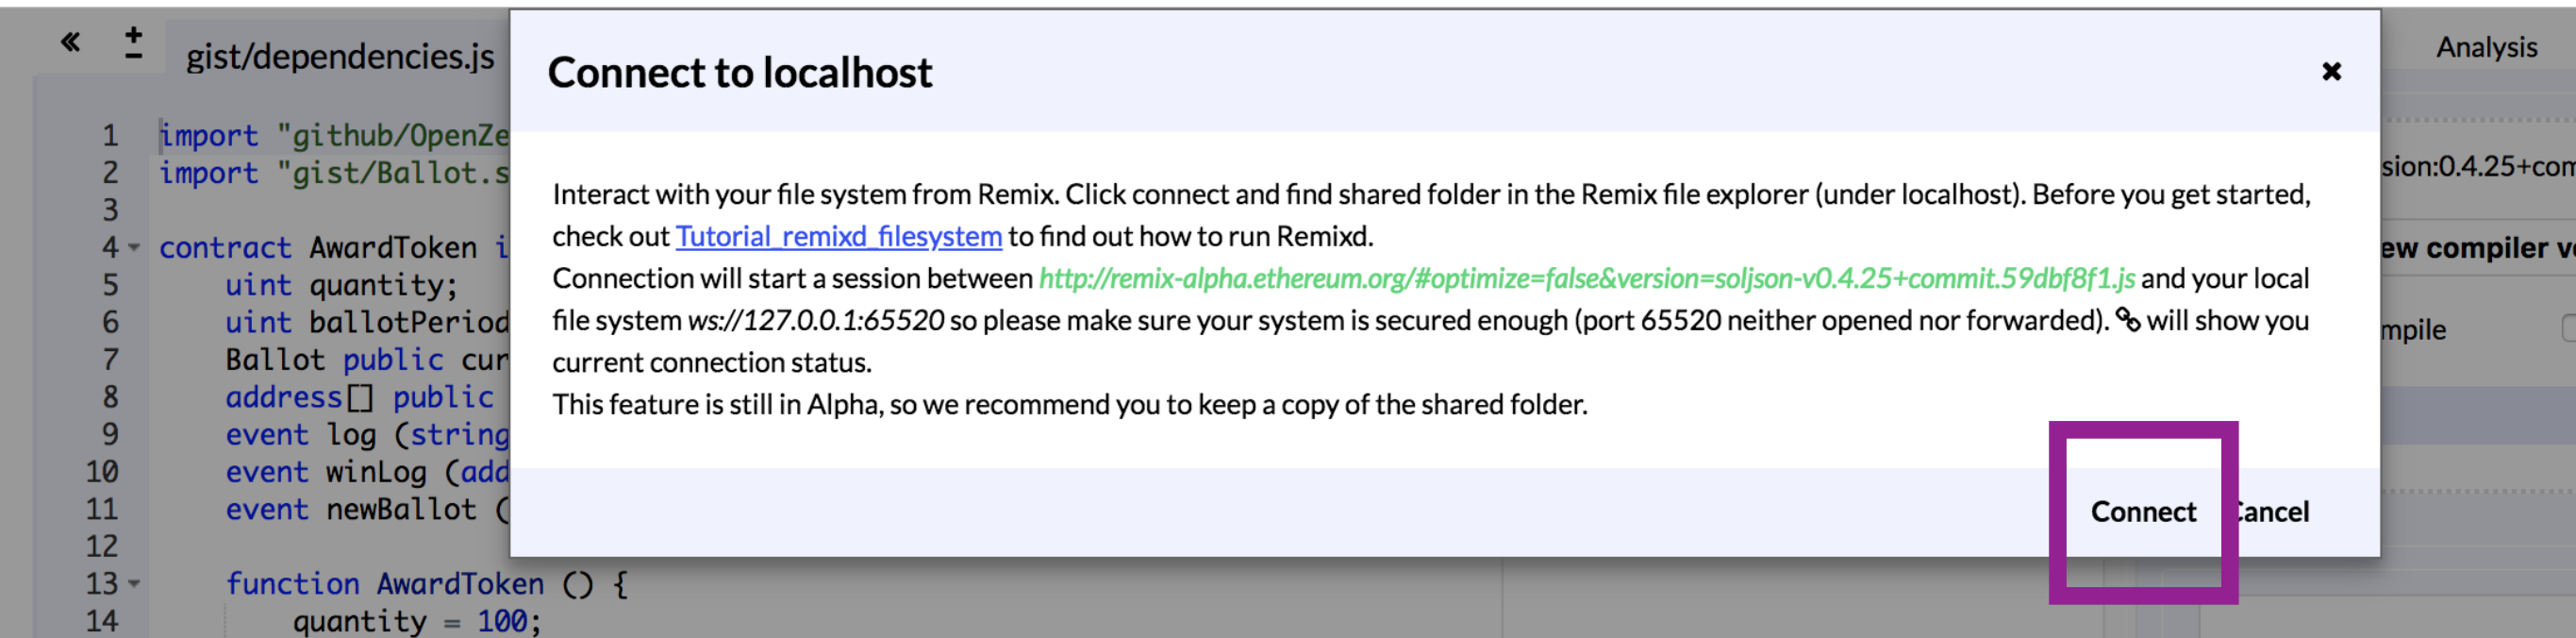 « ± gist/dependencies.js
1 import "github/OpenZe
2 import "gist/Ballot.s
3
4 contract AwardToken i
5 uint quantity;
6 uint ballotPeriod
7 Ballot public cur
8 address[] public
9 event log (string
10 event winLog (add
11 event newBallot (
12
13 function AwardToken () {
14 quantity = 100;
Connect to localhost
Interact with your file system from Remix. Click connect and find shared folder in the Remix file explorer (under localhost). Before you get started,
check out Tutorial_remixd_filesystem to find out how to run Remixd.
Connection will start a session between http://remix-alpha.ethereum.org/#optimize=false&version=soljson-v0.4.25+commit.59dbf8f1.js and your local
file system ws://127.0.0.1:65520 so please make sure your system is secured enough (port 65520 neither opened nor forwarded). will show you
current connection status.
This feature is still in Alpha, so we recommend you to keep a copy of the shared folder.
Connect Cancel
Analysis
sion:0.4.25+com
ew compiler ve
mpile